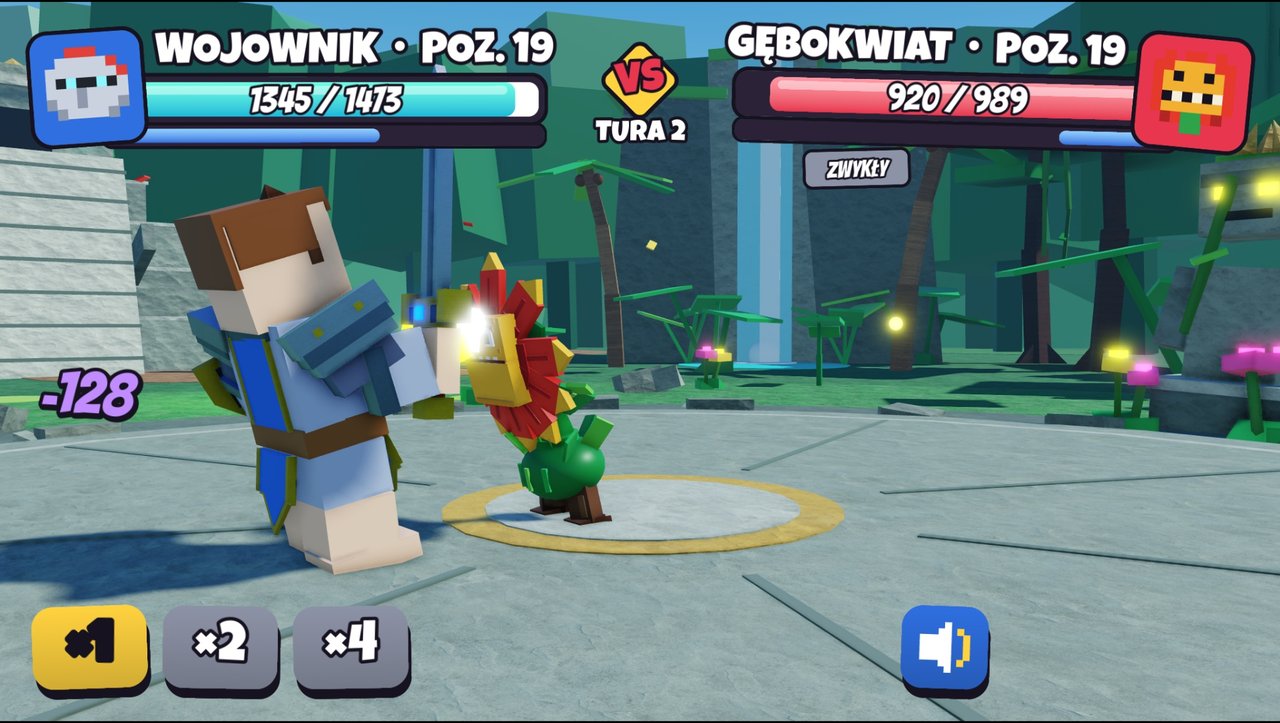 WOJOWNIK • POZ. 19
1345 / 1473
VS
TURA 2
GĘBOKWIAT • POZ. 19
920 / 989
ZWYKŁY
-128
×1
×2
×4